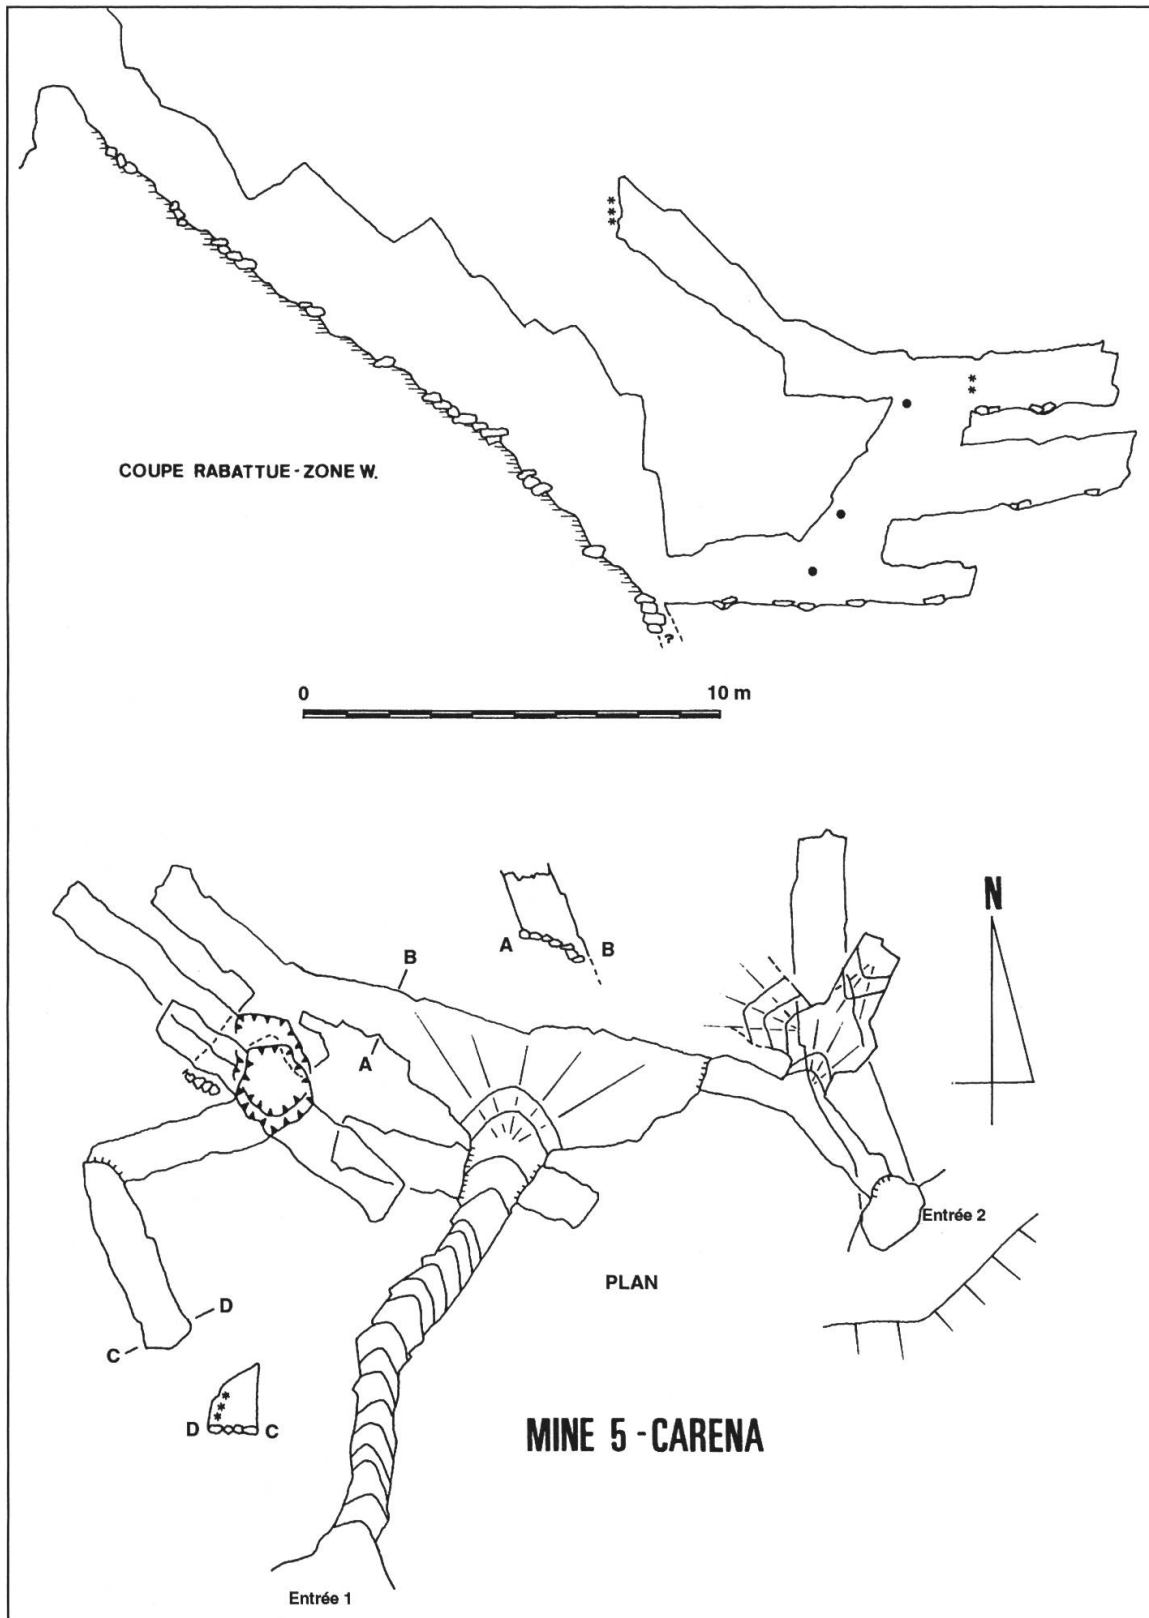 COUPE RABATTUE - ZONE W.
?
0 10 m
N
A B
B
A
Entrée 2
PLAN
D
C
D C
MINE 5 - CARENA
Entrée 1